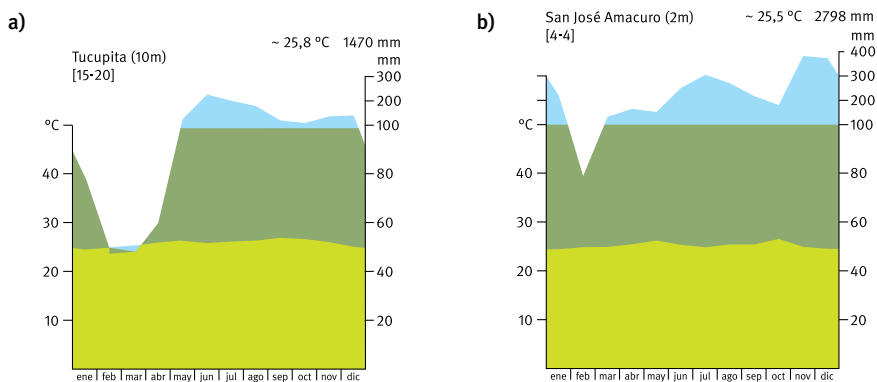 a)
Tucupita (10m)
[15-20]
~ 25,8 °C 1470 mm
mm
300
200
°C 100
40 80
30 60
20 40
10 20
ene feb mar abr may jun jul ago sep oct nov dic
b)
San José Amacuro (2m)
[4-4]
~ 25,5 °C 2798 mm
mm
400
300
200
°C 100
40 80
30 60
20 40
10 20
ene feb mar abr may jun jul ago sep oct nov dic